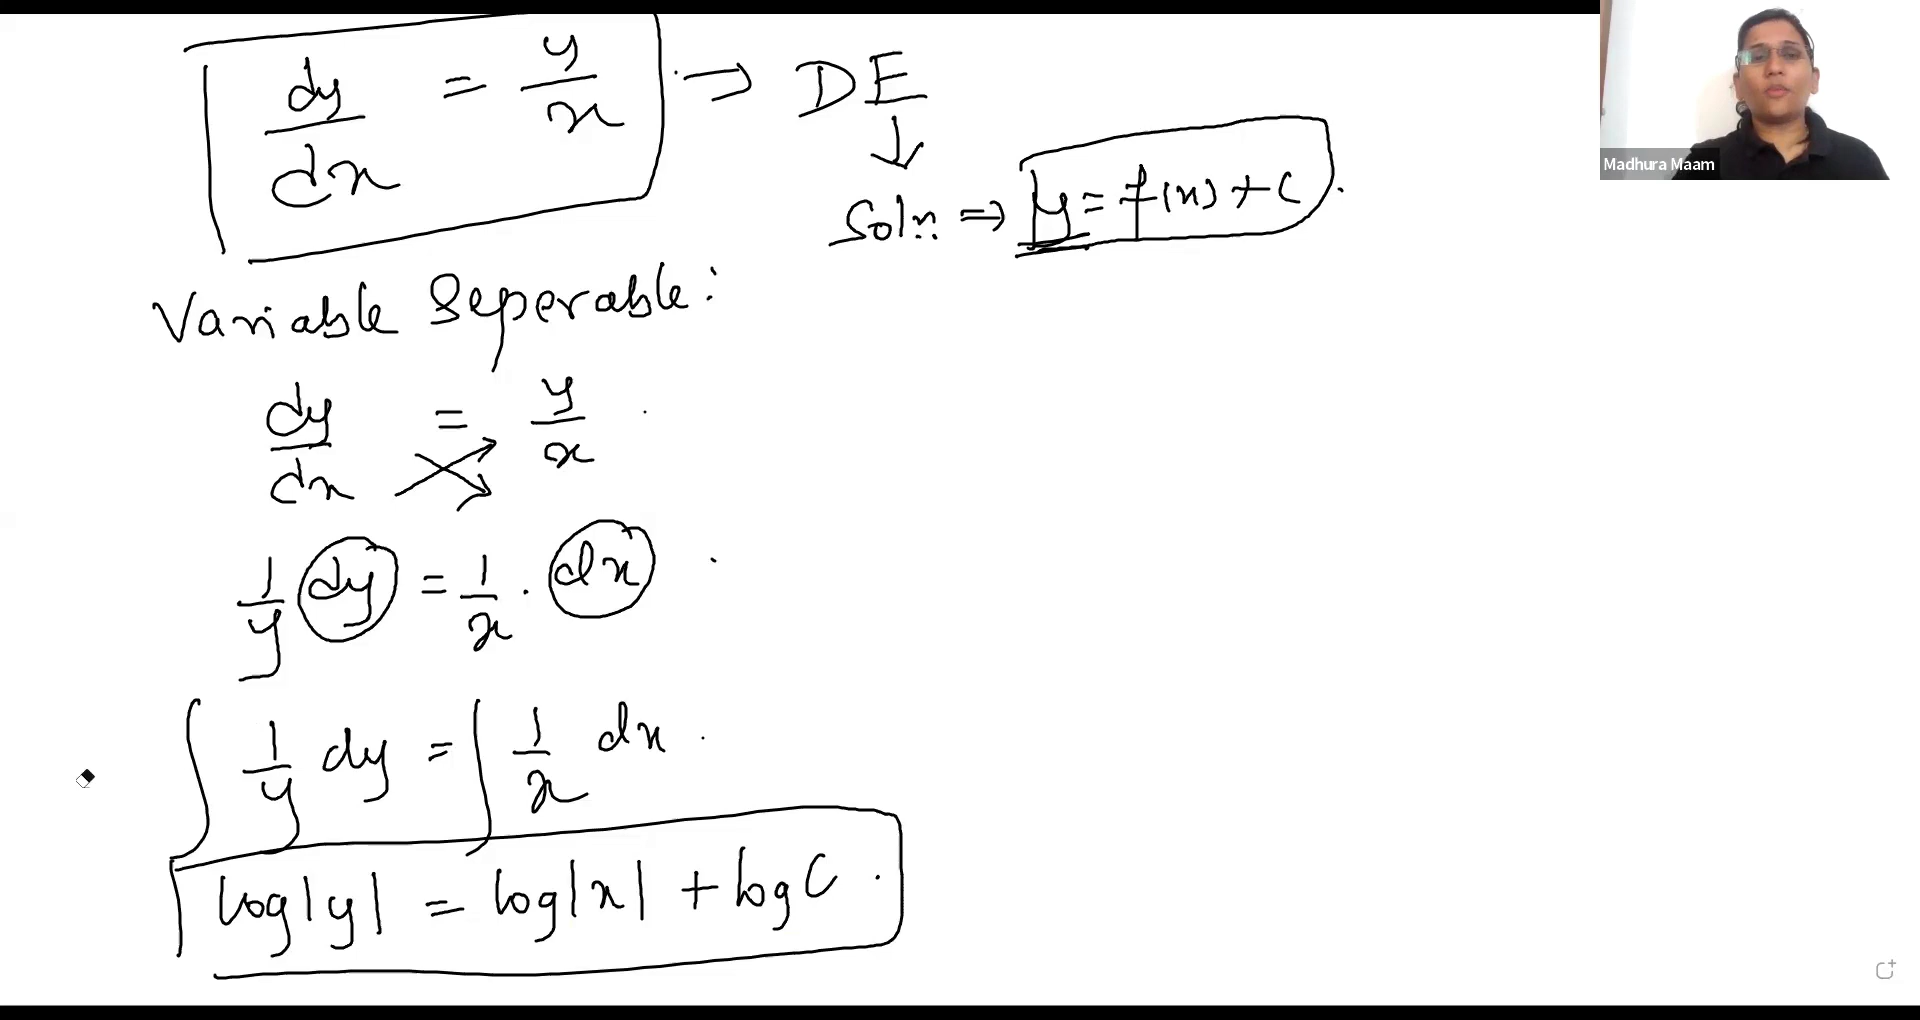 dy/dx = y/x → DE
↓
Soln ⇒ y = f(x) + C
Variable Seperable:
dy/dx = y/x
1/y dy = 1/x . dx
∫ 1/y dy = ∫ 1/x dx
log|y| = log|x| + log C
Madhura Maam